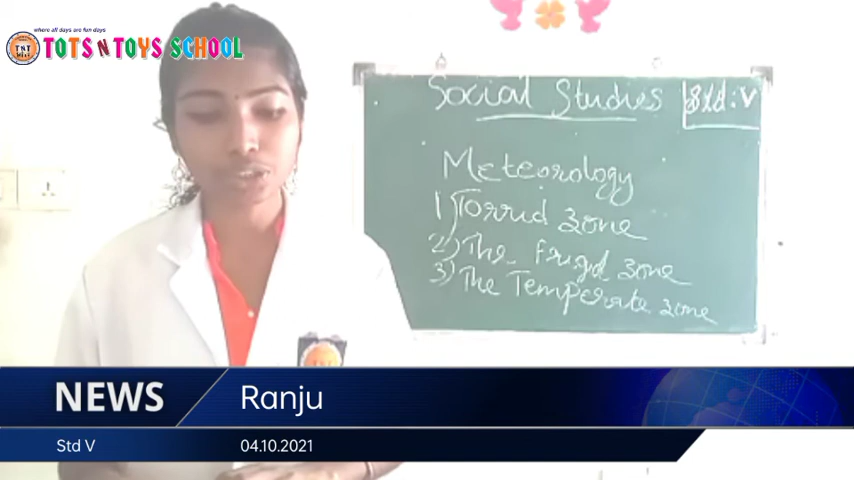 where all days are fun days
TOTS N TOYS SCHOOL
TNT
Social Studies
Std : V
Meteorology
1) Torrid zone
2) The Frigid zone
3) The Temperate zone
NEWS
Ranju
Std V
04.10.2021